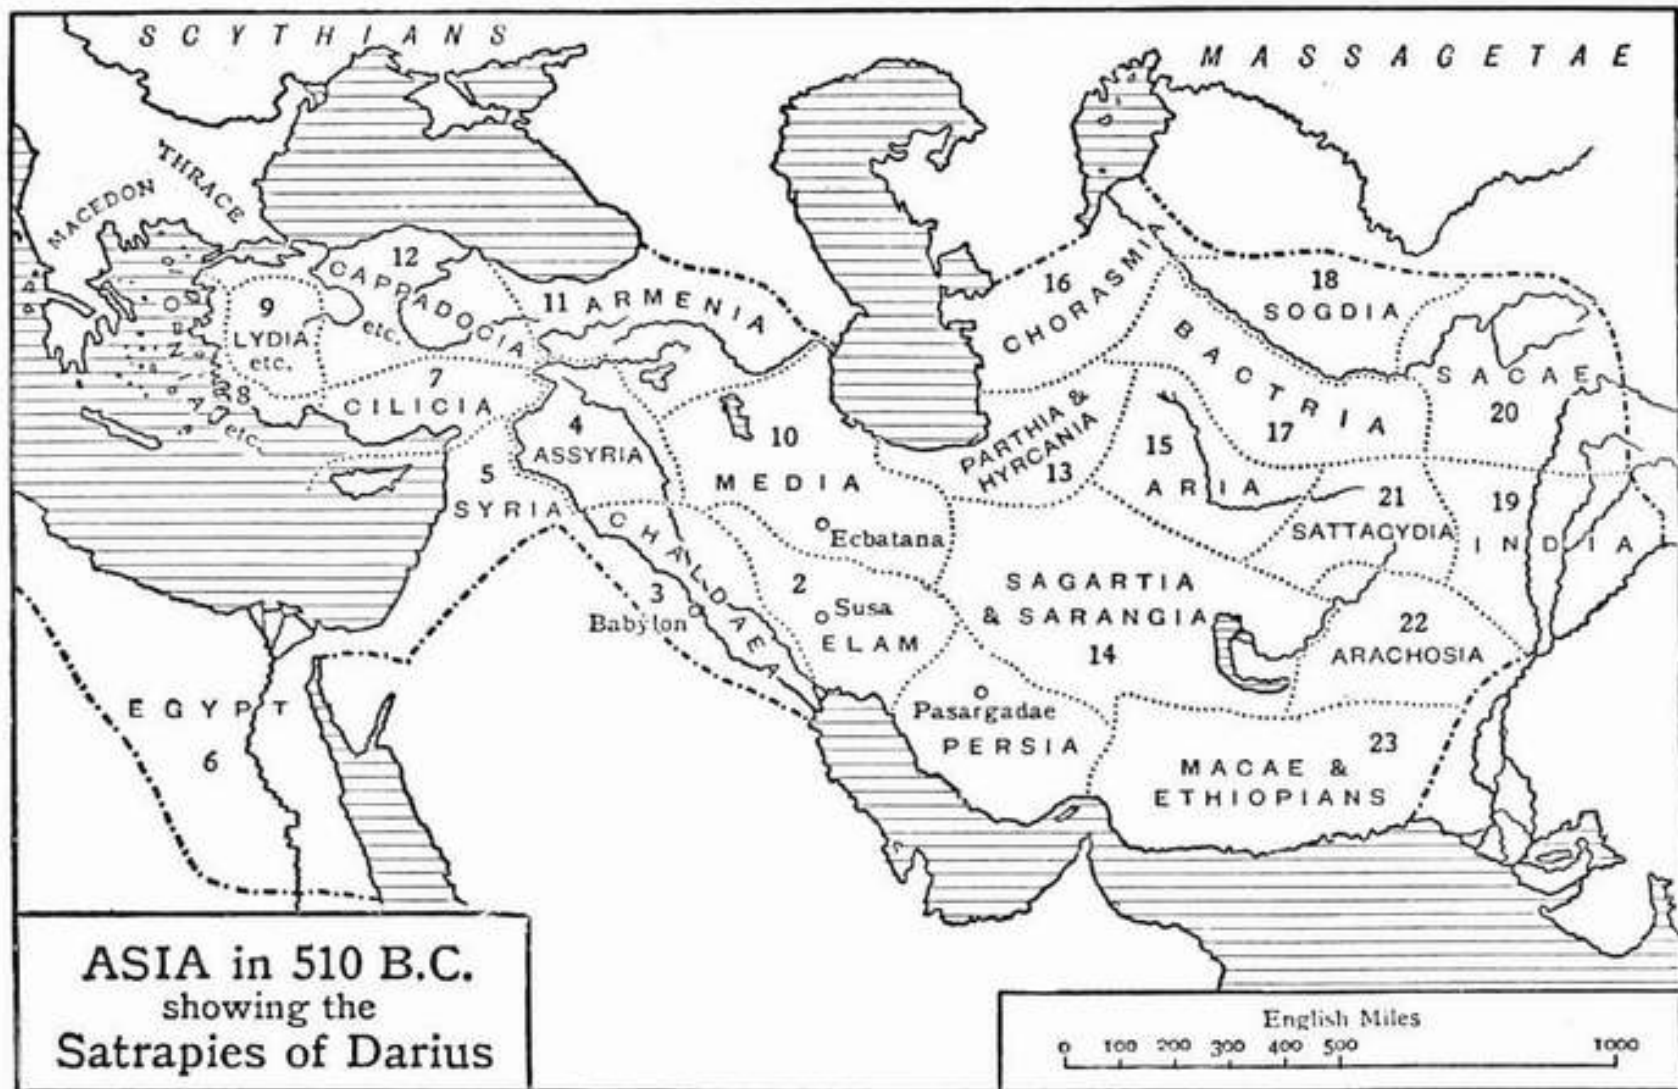 SCYTHIANS
MASSAGETAE
THRACE
MACEDON
12
CAPPADOCIA
etc.
11 ARMENIA
16
CHORASMIA
18
SOGDIA
9
LYDIA
etc.
IONIA etc.
8
7
CILICIA
BACTRIA
17
SACAE
20
4
ASSYRIA
10
MEDIA
Ecbatana
PARTHIA &
HYRCANIA
13
15
ARIA
5
SYRIA
21
SATTAGYDIA
19
INDIA
CHALDAEA
3
Babylon
2
Susa
ELAM
SAGARTIA
& SARANGIA
14
22
ARACHOSIA
EGYPT
6
Pasargadae
PERSIA
23
MACAE &
ETHIOPIANS
ASIA in 510 B.C.
showing the
Satrapies of Darius
English Miles
0 100 200 300 400 500 1000